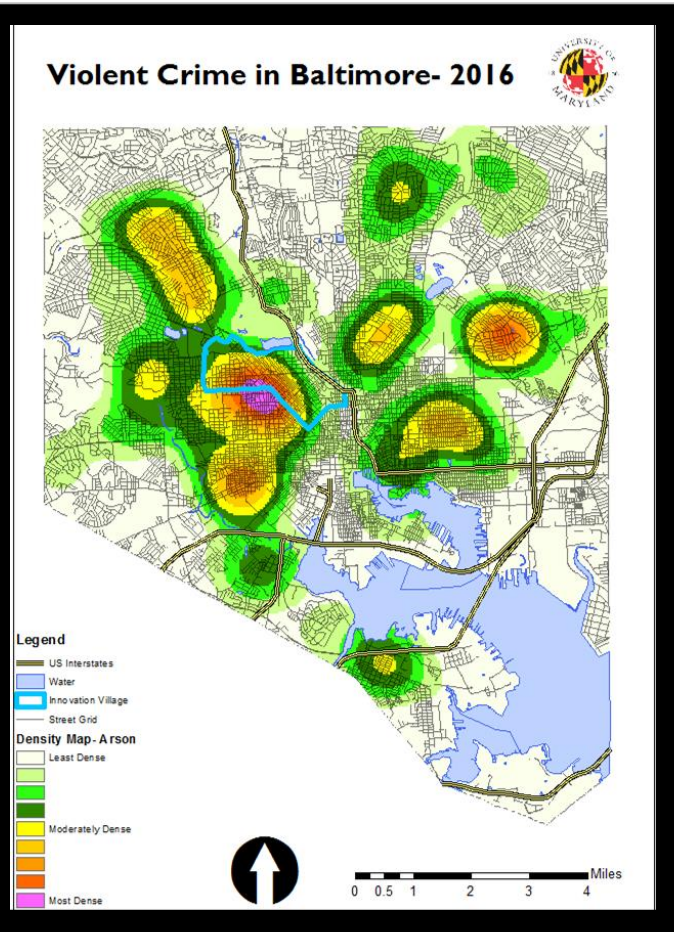 Violent Crime in Baltimore- 2016
UNIVERSITY OF
MARYLAND
Legend
US Interstates
Water
Innovation Village
Street Grid
Density Map- Arson
Least Dense
Moderately Dense
Most Dense
Miles
0 0.5 1 2 3 4